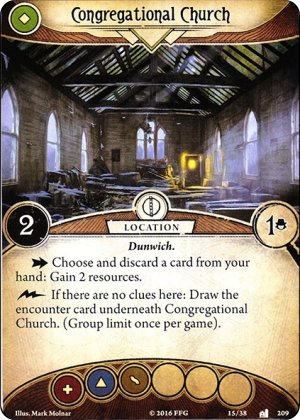 Congregational Church
2
LOCATION
1
Dunwich.
Choose and discard a card from your
hand: Gain 2 resources.
If there are no clues here: Draw the
encounter card underneath Congregational
Church. (Group limit once per game).
Illus. Mark Molnar
© 2016 FFG
15/38
209